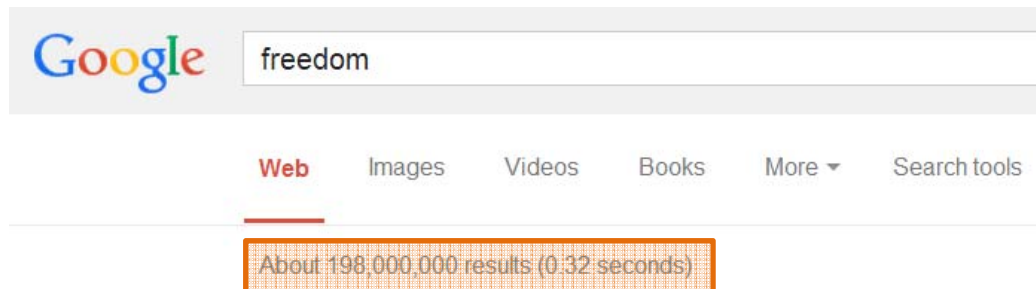 Google freedom
Web Images Videos Books More Search tools
About 198,000,000 results (0.32 seconds)